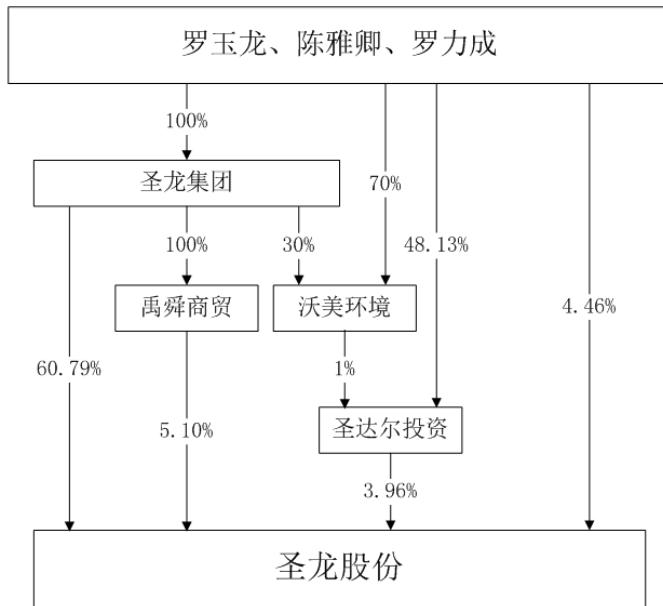 罗玉龙、陈雅卿、罗力成
100%
圣龙集团
70%
100%
30%
48.13%
禹舜商贸
沃美环境
4.46%
60.79%
1%
5.10%
圣达尔投资
3.96%
圣龙股份